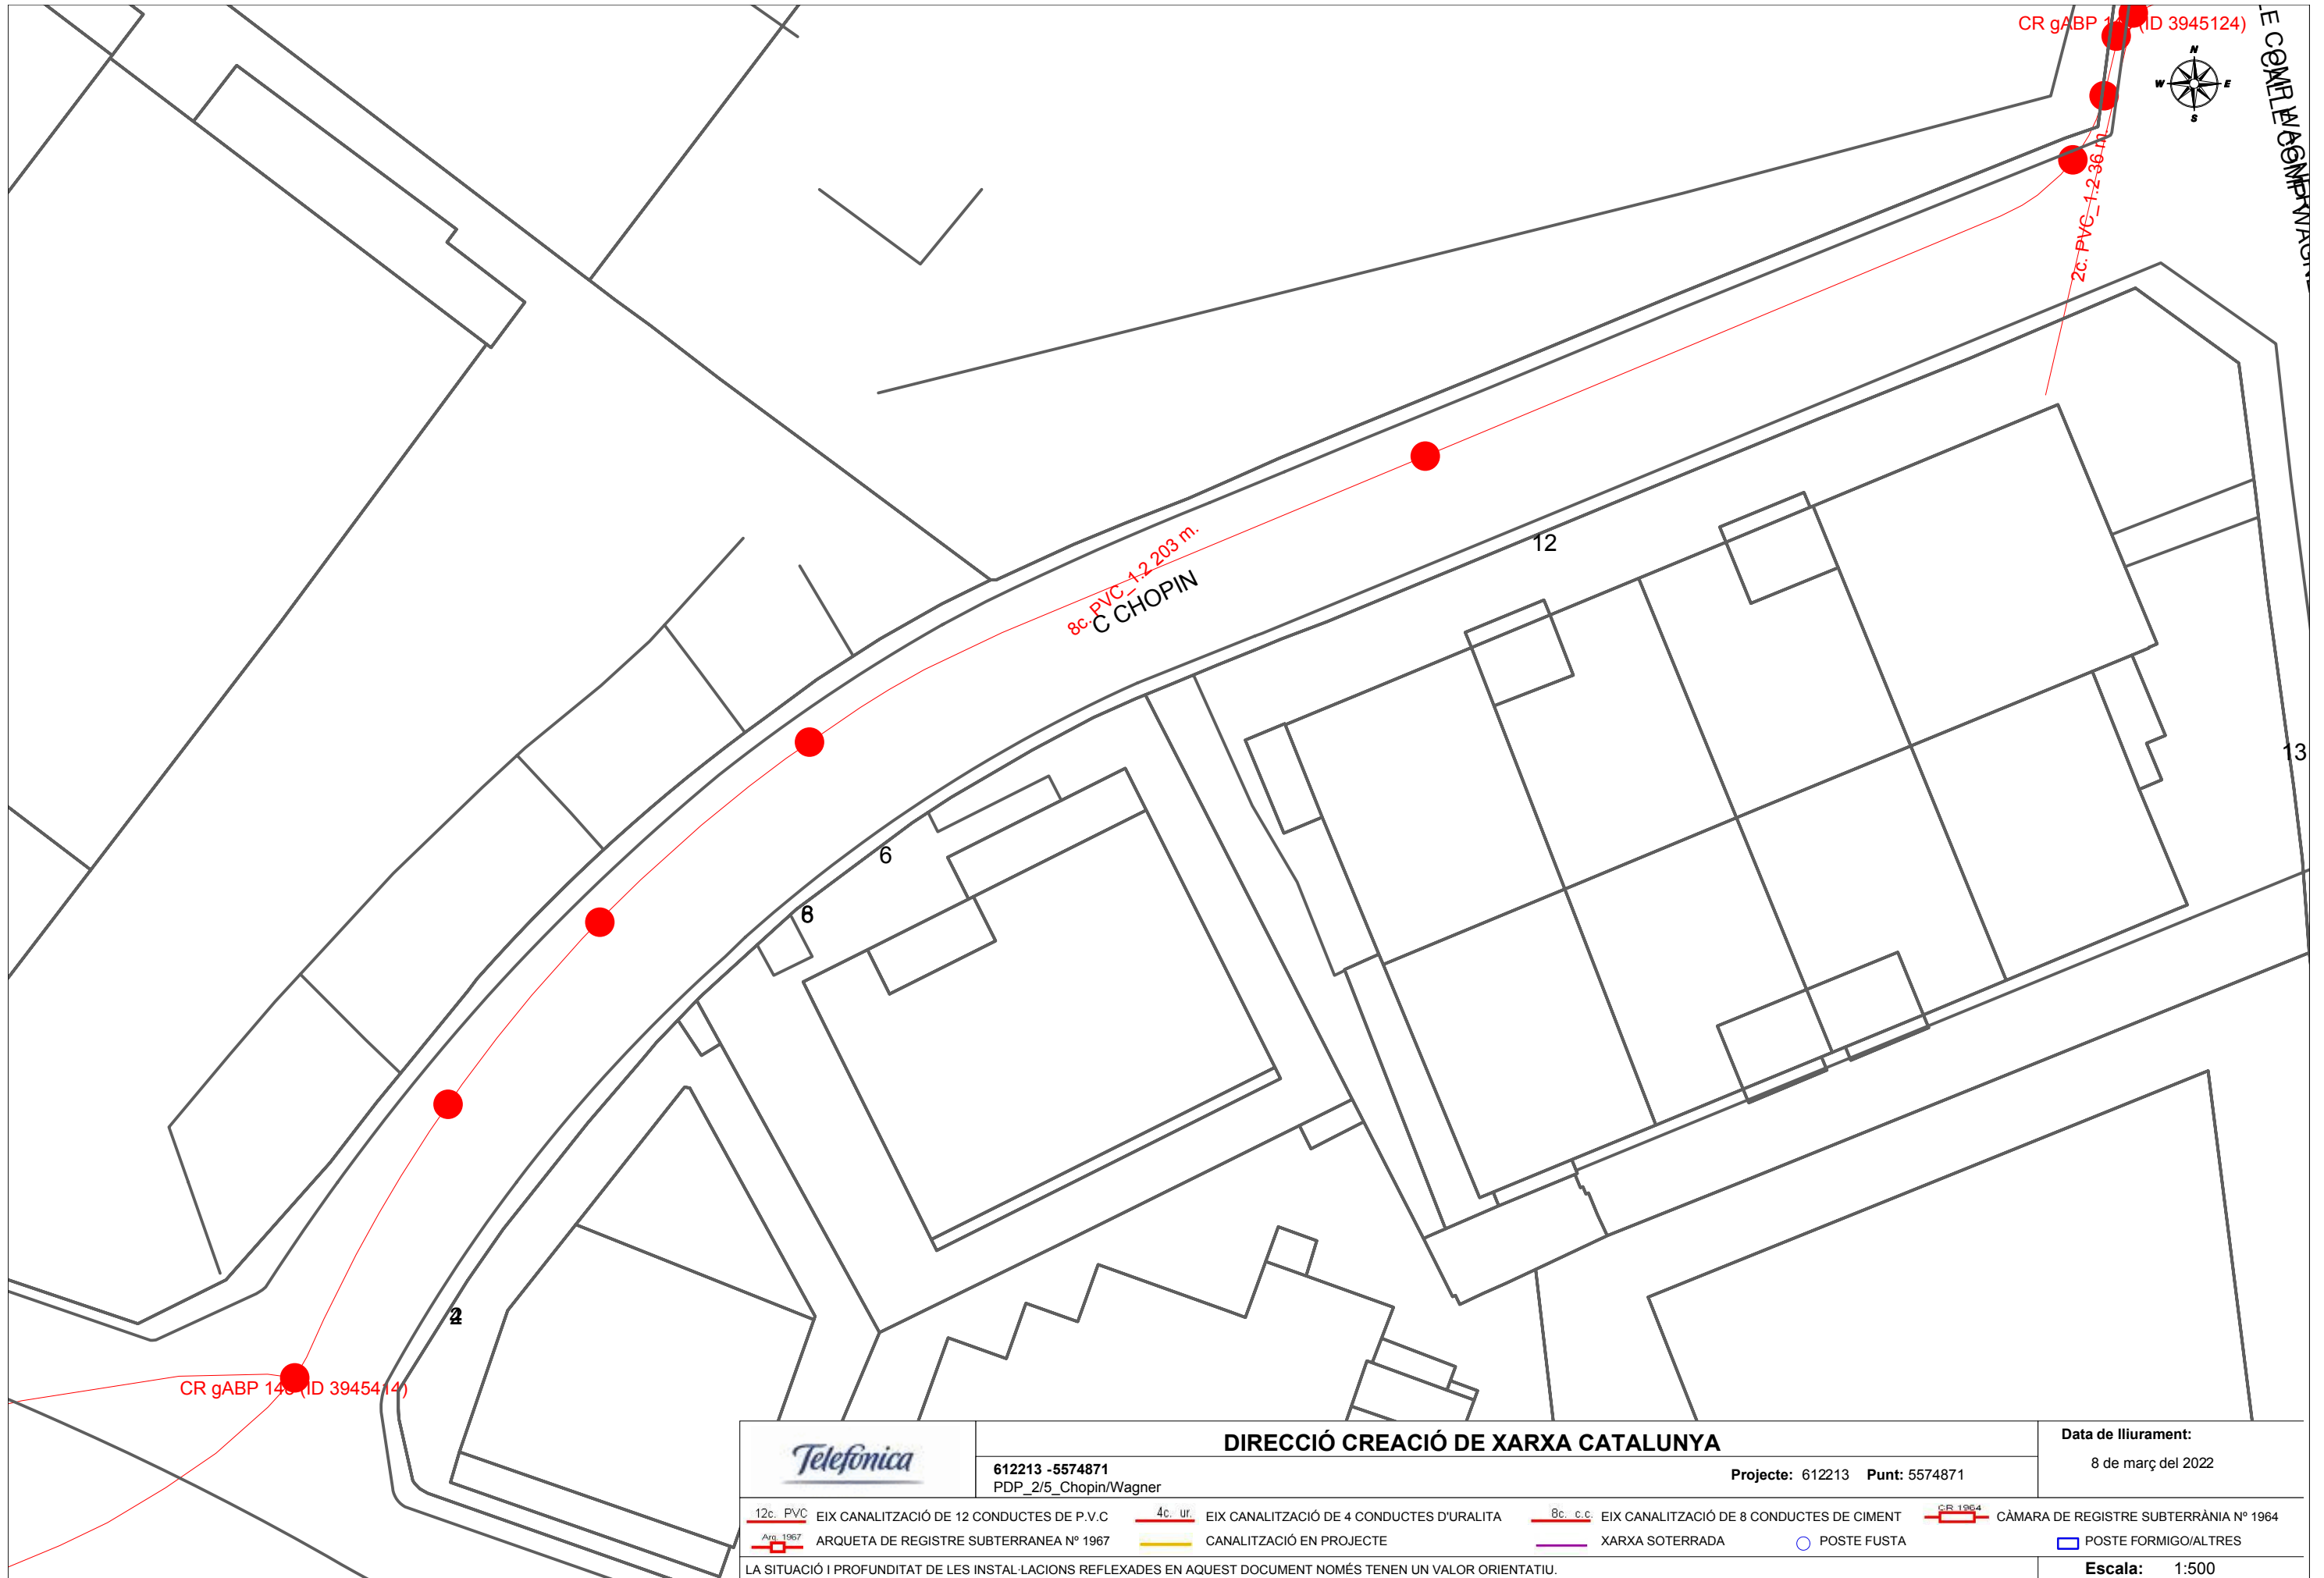 CR gABP 1 (ID 3945124)
N
W E
S
CALLE COMP WAGNER
2c. PVC_1.2 36 m.
12
8c. PVC_1.2 203 m.
C CHOPIN
13
6
CR gABP 143 (ID 3945414)
Telefónica
DIRECCIÓ CREACIÓ DE XARXA CATALUNYA
612213 -5574871
PDP_2/5_Chopin/Wagner
Projecte: 612213 Punt: 5574871
Data de lliurament:
8 de març del 2022
12c. PVC EIX CANALITZACIÓ DE 12 CONDUCTES DE P.V.C
4c. ur. EIX CANALITZACIÓ DE 4 CONDUCTES D'URALITA
8c. c.c. EIX CANALITZACIÓ DE 8 CONDUCTES DE CIMENT
CR 1964 CÀMARA DE REGISTRE SUBTERRÀNIA Nº 1964
Arq. 1967 ARQUETA DE REGISTRE SUBTERRANEA Nº 1967
CANALITZACIÓ EN PROJECTE
XARXA SOTERRADA
POSTE FUSTA
POSTE FORMIGO/ALTRES
LA SITUACIÓ I PROFUNDITAT DE LES INSTAL·LACIONS REFLEXADES EN AQUEST DOCUMENT NOMÉS TENEN UN VALOR ORIENTATIU.
Escala: 1:500